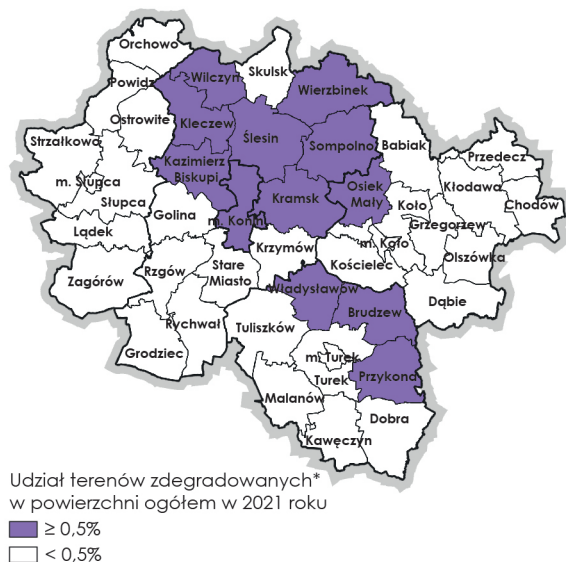 Orchowo
Skulsk
Powidz
Wilczyn
Wierzbinek
Ostrowite
Kleczew
Ślesin
Strzałkowo
Sompolno
Babiak
Przedecz
Kazimierz
Biskupi
m. Słupca
Osiek
Mały
Kłodawa
Słupca
Golina
Kramsk
Koło
Chodów
m. Konin
Grzegorzew
Lądek
Krzymów
m. Koło
Kościelec
Olszówka
Zagórów
Rzgów
Stare
Miasto
Władysławów
Dąbie
Brudzew
Rychwał
Tuliszków
Grodziec
m. Turek
Turek
Przykona
Malanów
Dobra
Kawęczyn
Udział terenów zdegradowanych*
w powierzchni ogółem w 2021 roku
≥ 0,5%
< 0,5%